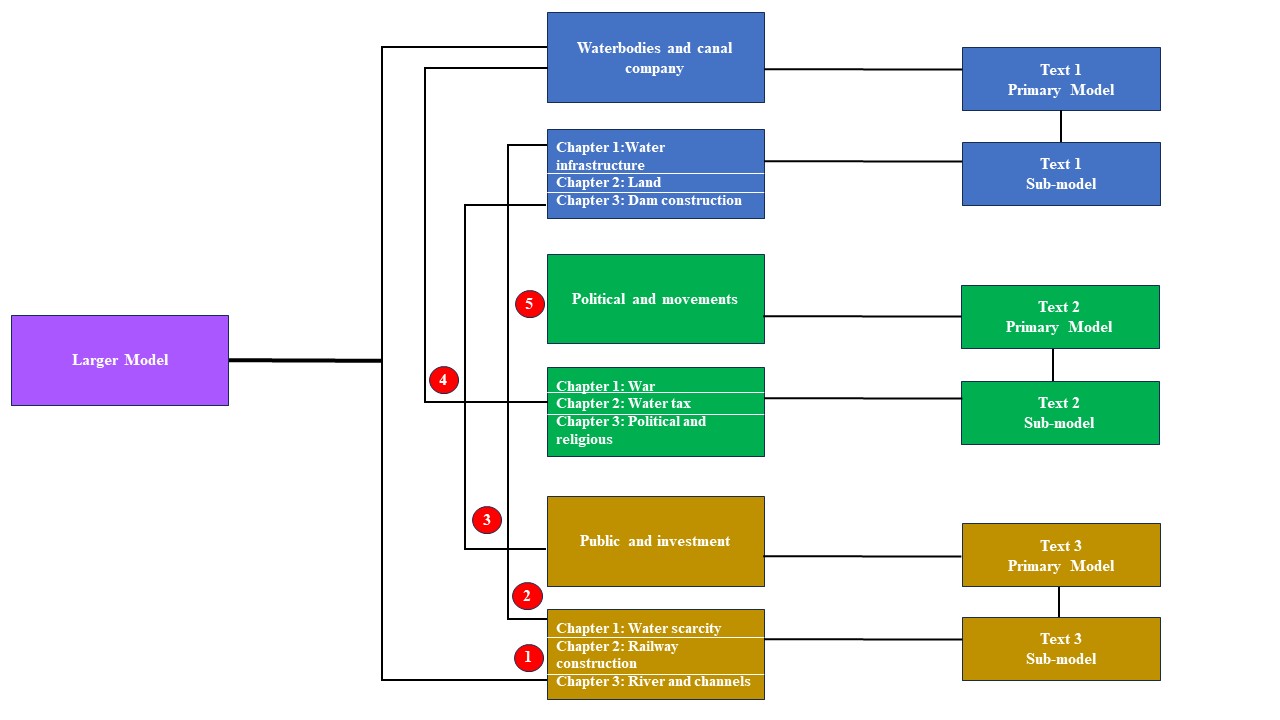 Waterbodies and canal
company
Text 1
Primary Model
Chapter 1:Water
infrastructure
Chapter 2: Land
Chapter 3: Dam construction
Text 1
Sub-model
Political and movements
5
Text 2
Primary Model
Larger Model
4
Chapter 1: War
Chapter 2: Water tax
Chapter 3: Political and
religious
Text 2
Sub-model
3
Public and investment
Text 3
Primary Model
2
1
Chapter 1: Water scarcity
Chapter 2: Railway
construction
Chapter 3: River and channels
Text 3
Sub-model